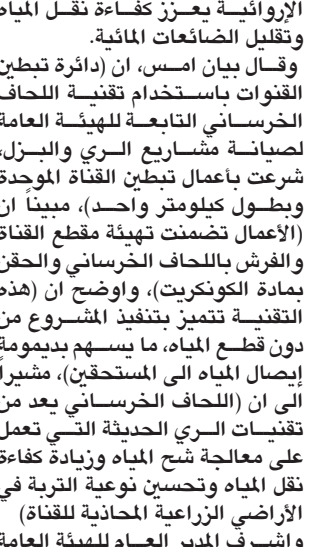 الإروائية يعزز كفاءة نقل المياه
وتقليل الضائعات المائية.
وقال بيان امس، ان (دائرة تبطين
القنوات باستخدام تقنية اللحاف
الخرساني التابعة للهيئة العامة
لصيانة مشاريع الري والبزل،
شرعت بأعمال تبطين القناة الموحدة
وبطول كيلومتر واحد)، مبيناً ان
(الأعمال تضمنت تهيئة مقطع القناة
والفرش باللحاف الخرساني والحقن
بمادة الكونكريت)، واوضح ان (هذه
التقنية تتميز بتنفيذ المشروع من
دون قطع المياه، ما يسهم بديمومة
إيصال المياه الى المستحقين)، مشيراً
الى ان (اللحاف الخرساني يعد من
تقنيات الري الحديثة التي تعمل
على معالجة شح المياه وزيادة كفاءة
نقل المياه وتحسين نوعية التربة في
الأراضي الزراعية المحاذية للقناة)
واشرف المدير العام للهيئة العامة